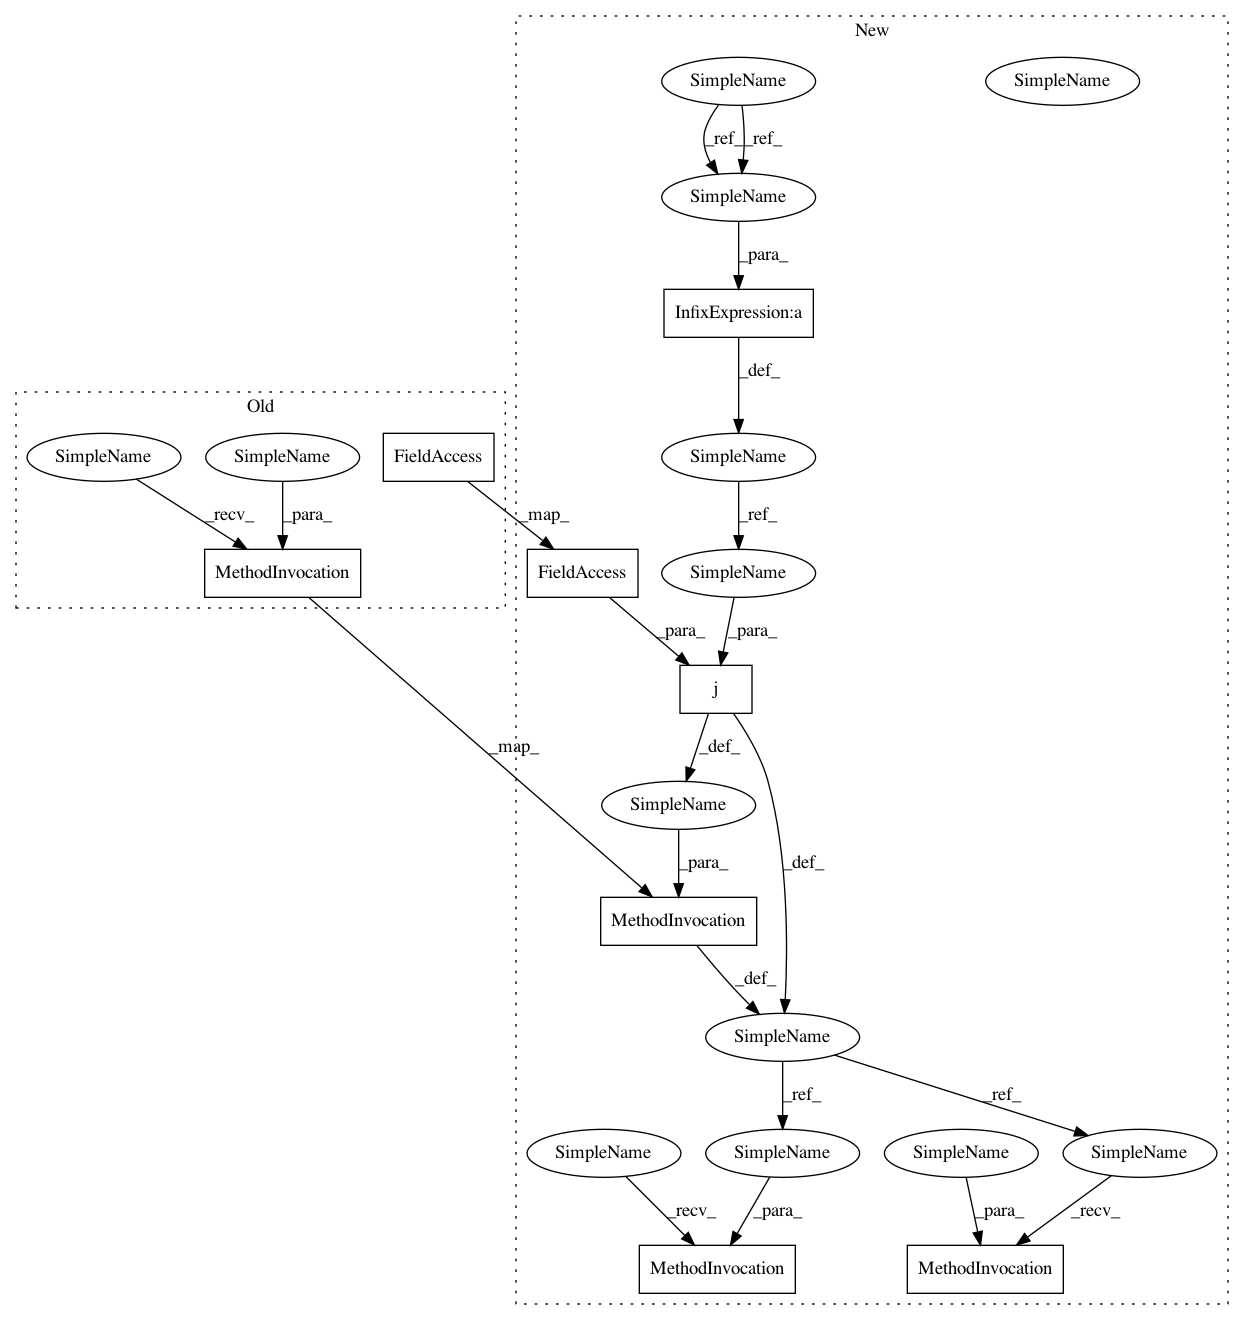 New
SimpleName
SimpleName
_ref_
_ref_
SimpleName
_para_
InfixExpression:a
_def_
Old
SimpleName
SimpleName
FieldAccess
SimpleName
_recv_
_para_
_map_
_ref_
MethodInvocation
FieldAccess
SimpleName
_para_
_para_
j
_map_
_def_
SimpleName
_para_
_def_
MethodInvocation
_def_
SimpleName
_ref_
_ref_
SimpleName
SimpleName
SimpleName
SimpleName
_recv_
_para_
_para_
_recv_
MethodInvocation
MethodInvocation